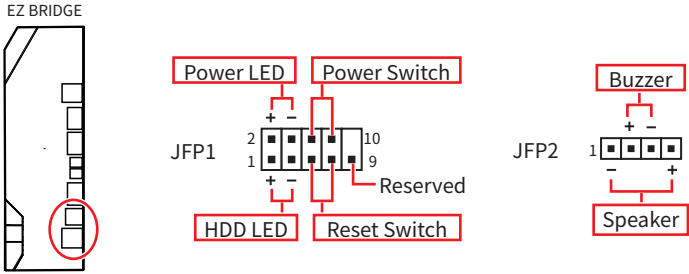 EZ BRIDGE
Power LED
Power Switch
Buzzer
+ −
+ −
JFP1
2
10
1
9
JFP2
1
+ −
− +
Reserved
HDD LED
Reset Switch
Speaker